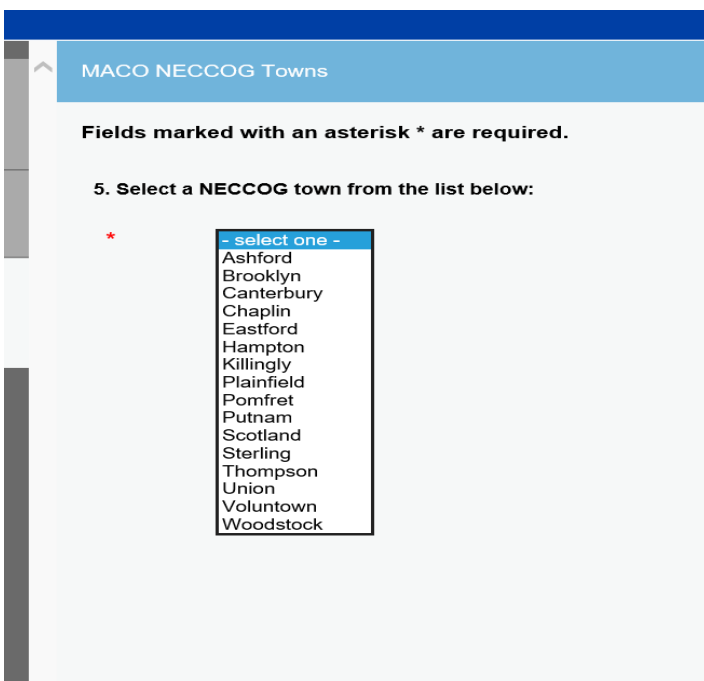 MACO NECCOG Towns
Fields marked with an asterisk * are required.
5. Select a NECCOG town from the list below:
*
- select one -
Ashford
Brooklyn
Canterbury
Chaplin
Eastford
Hampton
Killingly
Plainfield
Pomfret
Putnam
Scotland
Sterling
Thompson
Union
Voluntown
Woodstock